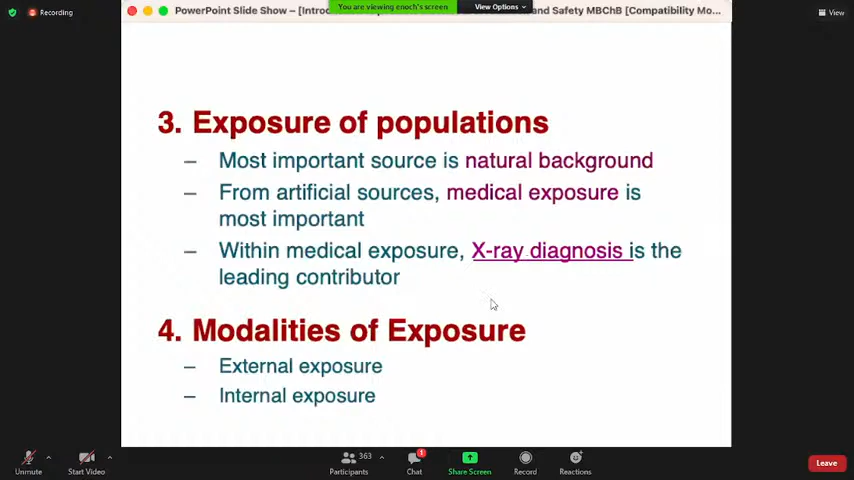 Recording
PowerPoint Slide Show – [Intro
You are viewing enoch's screen
View Options
and Safety MBChB [Compatibility Mo...
View
3. Exposure of populations
– Most important source is natural background
– From artificial sources, medical exposure is
most important
– Within medical exposure, X-ray diagnosis is the
leading contributor
4. Modalities of Exposure
– External exposure
– Internal exposure
Unmute
Start Video
363
Participants
1
Chat
Share Screen
Record
Reactions
Leave